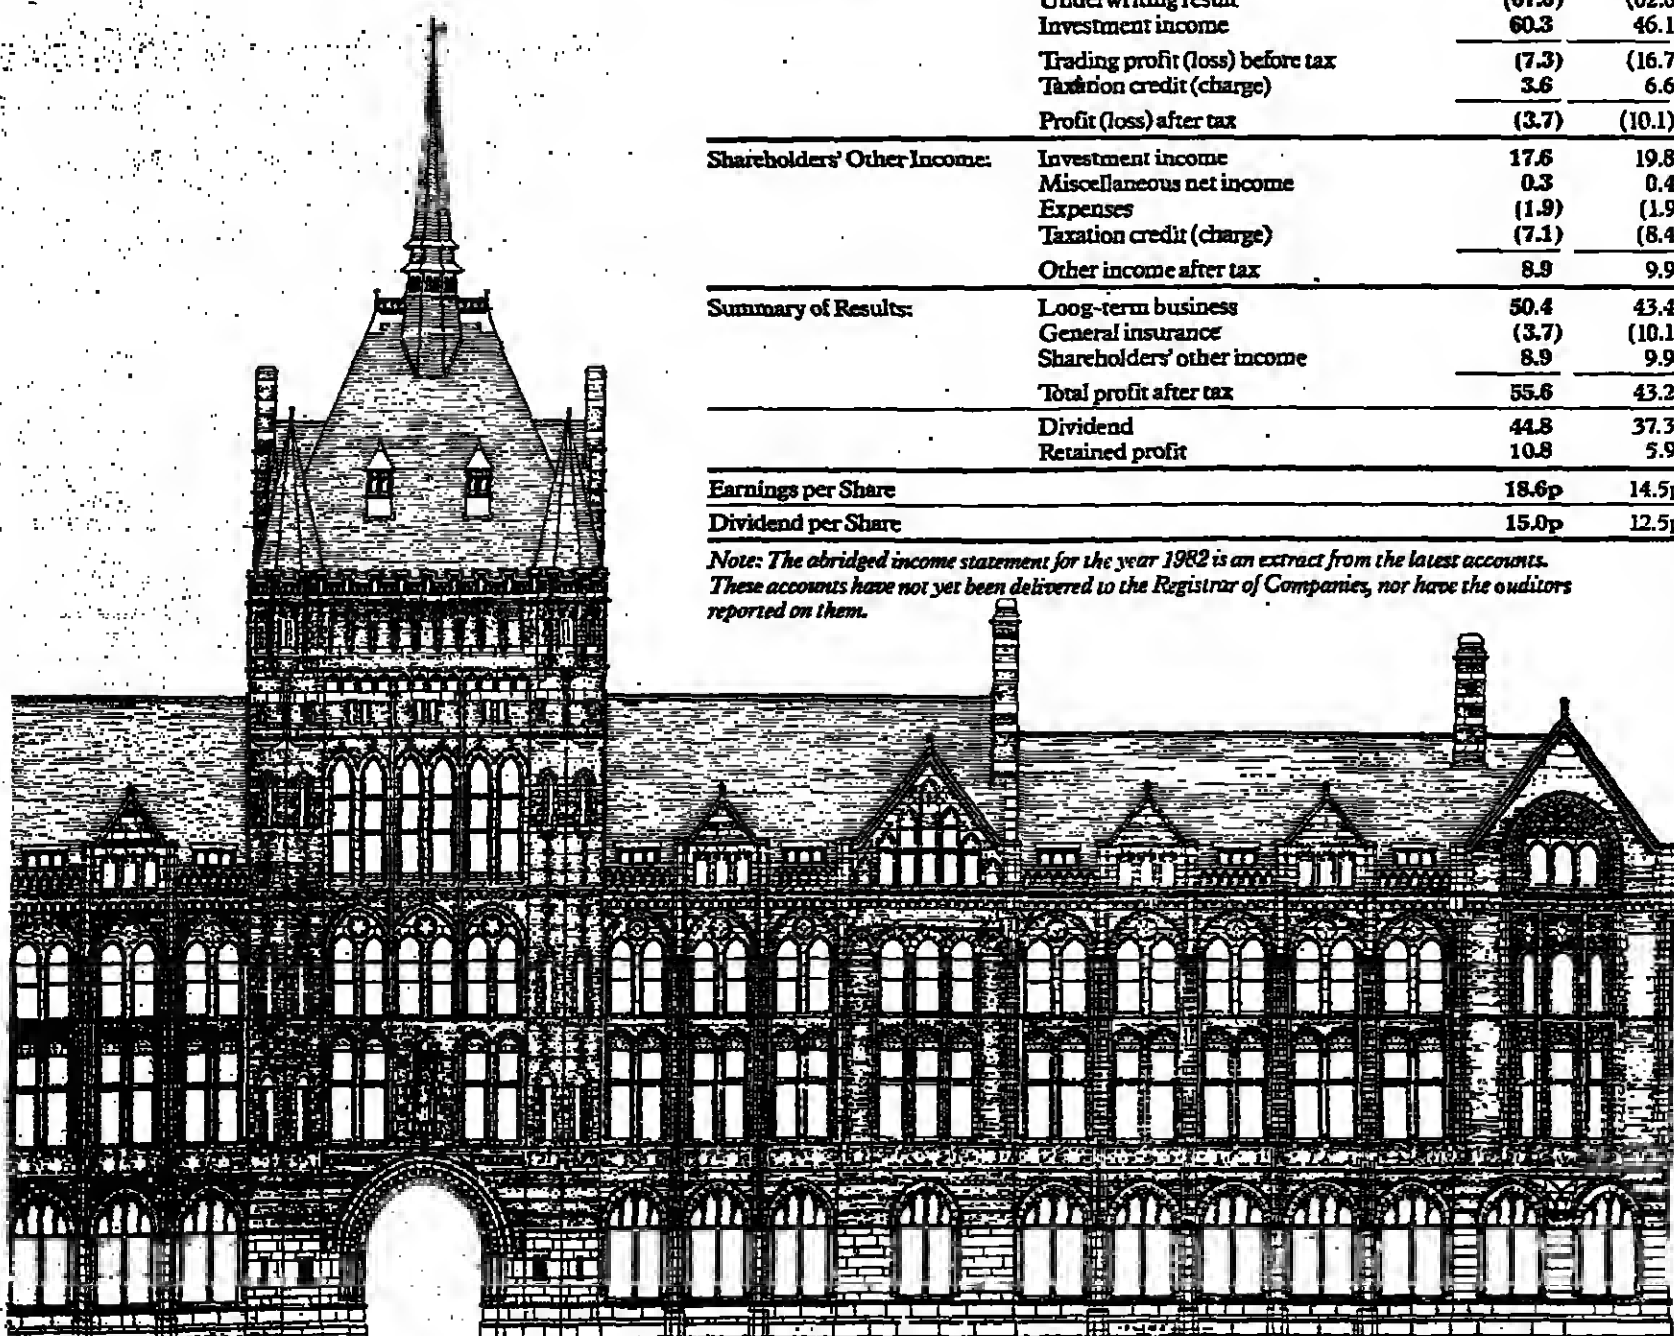 Underwriting result
Investment income 60.3 46.1
Trading profit (loss) before tax (7.3) (16.7
Taxation credit (charge) 3.6 6.6
Profit (loss) after tax (3.7) (10.1)
Shareholders' Other Income: Investment income 17.6 19.8
Miscellaneous net income 0.3 0.4
Expenses (1.9) (1.9
Taxation credit (charge) (7.1) (8.4
Other income after tax 8.9 9.9
Summary of Results: Long-term business 50.4 43.4
General insurance (3.7) (10.1
Shareholders' other income 8.9 9.9
Total profit after tax 55.6 43.2
Dividend 44.8 37.3
Retained profit 10.8 5.9
Earnings per Share 18.6p 14.5p
Dividend per Share 15.0p 12.5p
Note: The abridged income statement for the year 1982 is an extract from the latest accounts.
These accounts have not yet been delivered to the Registrar of Companies, nor have the auditors
reported on them.